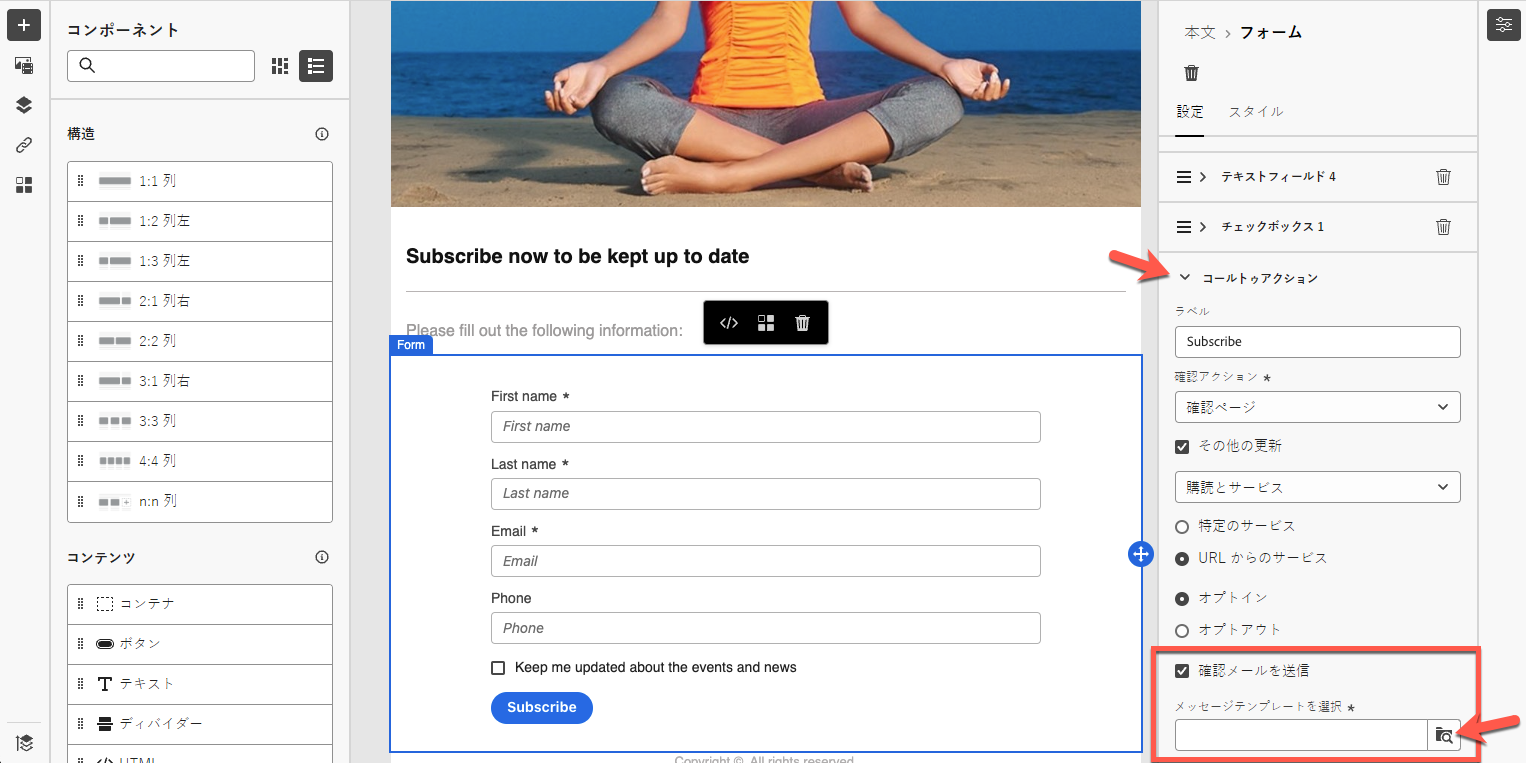 コンポーネント
構造
1:1 列
1:2 列左
1:3 列左
2:1 列右
2:2 列
3:1 列右
3:3 列
4:4 列
n:n 列
コンテンツ
コンテナ
ボタン
テキスト
ディバイダー
HTML
Subscribe now to be kept up to date
Please fill out the following information:
Form
First name *
First name
Last name *
Last name
Email *
Email
Phone
Phone
Keep me updated about the events and news
Subscribe
Copyright ©. All rights reserved
本文 > フォーム
設定 スタイル
テキストフィールド 4
チェックボックス 1
コールトゥアクション
ラベル
Subscribe
確認アクション *
確認ページ
その他の更新
購読とサービス
特定のサービス
URL からのサービス
オプトイン
オプトアウト
確認メールを送信
メッセージテンプレートを選択 *